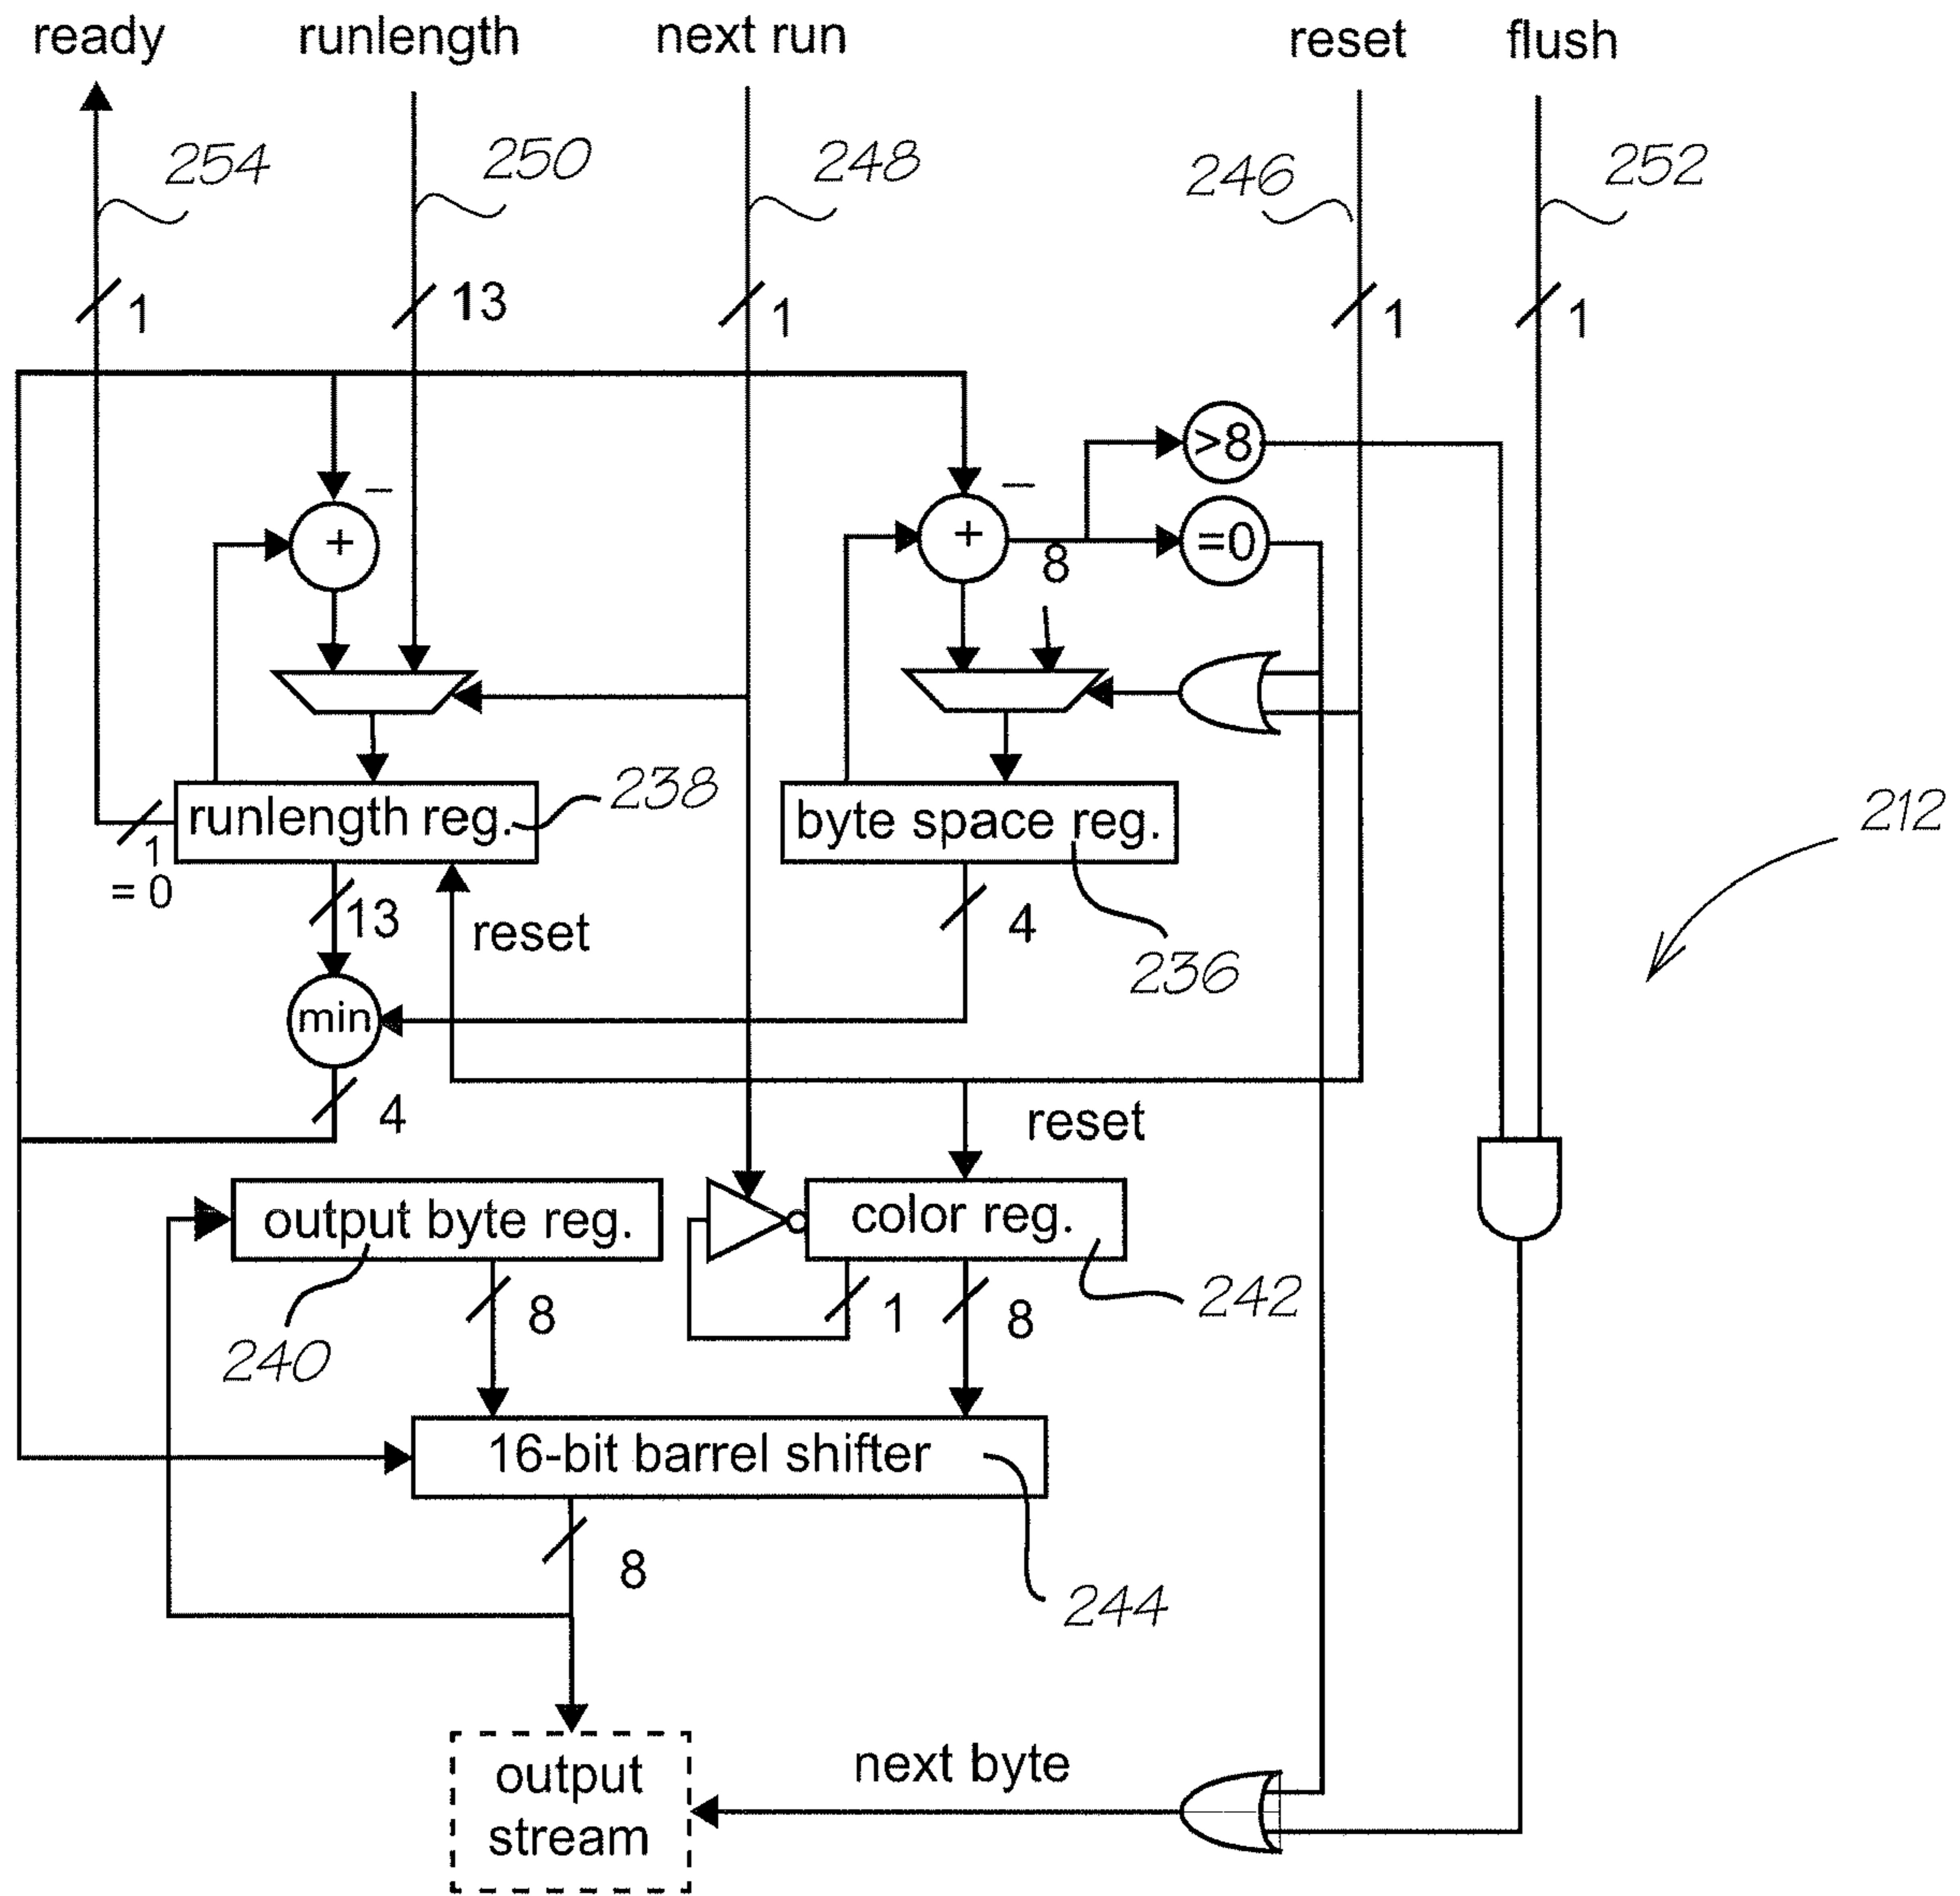 ready runlength next run reset flush
254 250 248 246 252
1 13 1 1 1
>8
− −
+ + =0
8
238
runlength reg. byte space reg. 212
1
= 0 13 reset 4
236
min
4 reset
output byte reg. color reg.
8 1 8 242
240
16-bit barrel shifter
8
244
output
stream
next byte